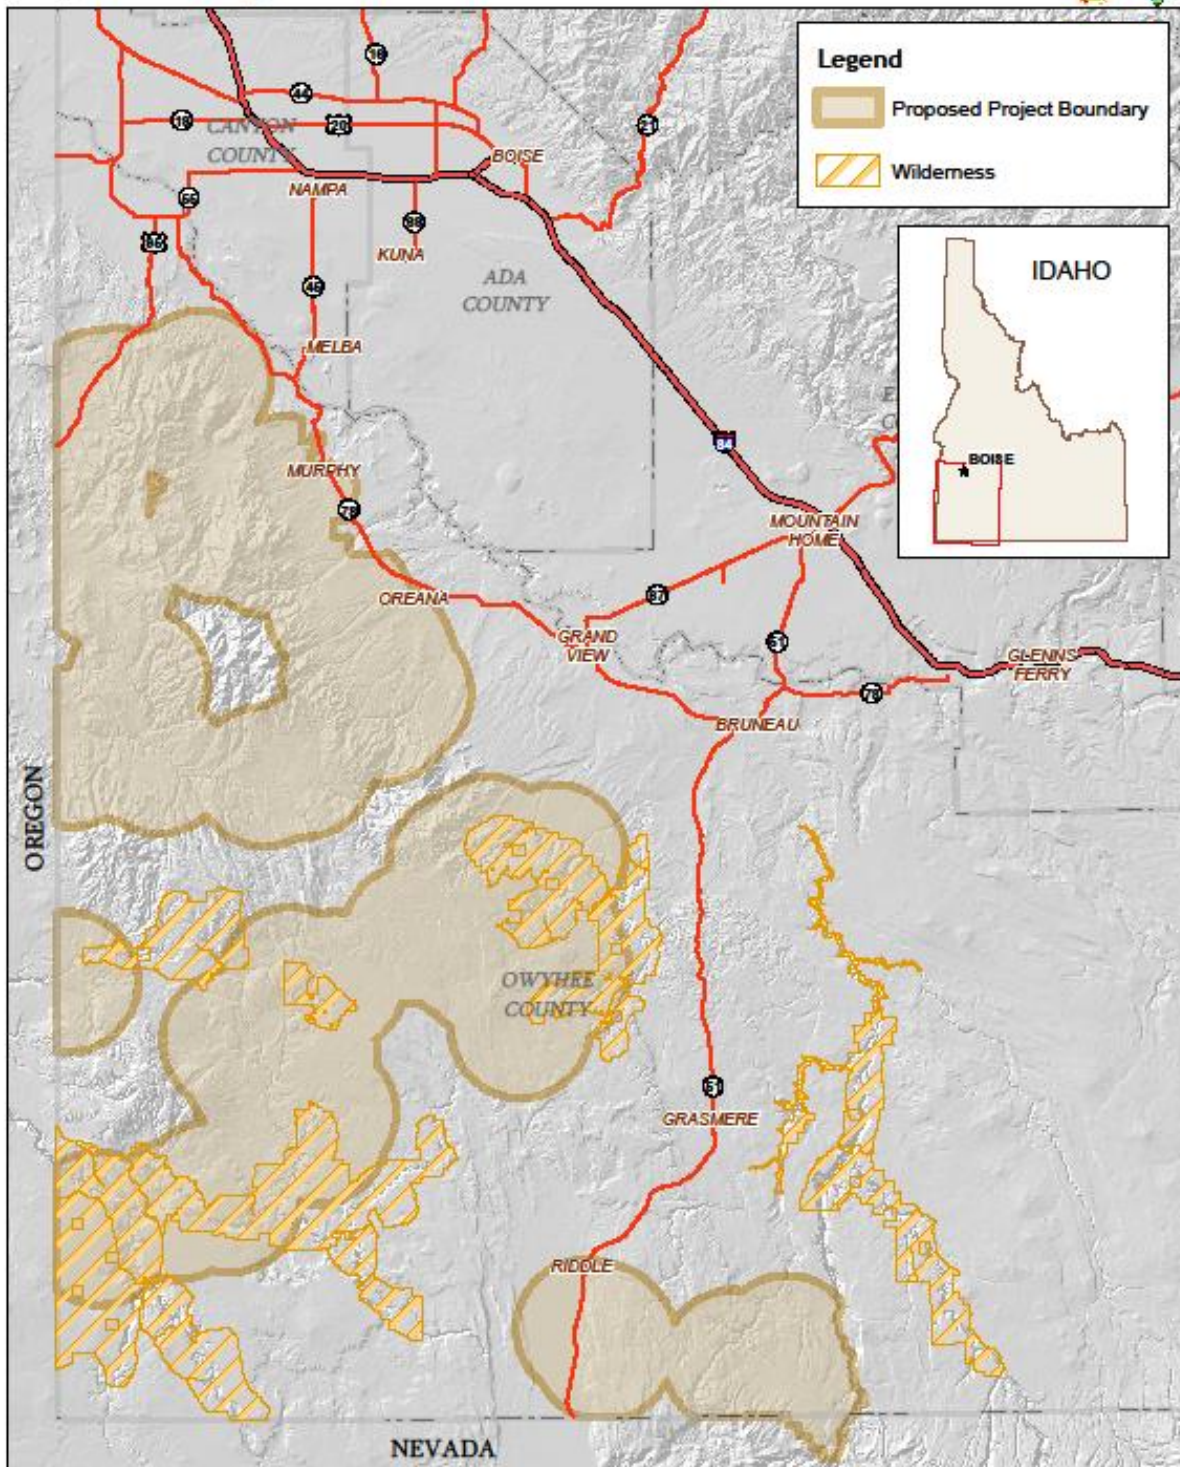 Legend
Proposed Project Boundary
Wilderness
IDAHO
BOISE
16
44
19
20
21
CANYON
COUNTY
BOISE
NAMPA
55
69
95
KUNA
45
ADA
COUNTY
MELBA
84
MURPHY
78
MOUNTAIN
HOME
OREANA
67
GRAND
VIEW
51
GLENNS
FERRY
78
BRUNEAU
OREGON
OWYHEE
COUNTY
51
GRASMERE
RIDDLE
NEVADA